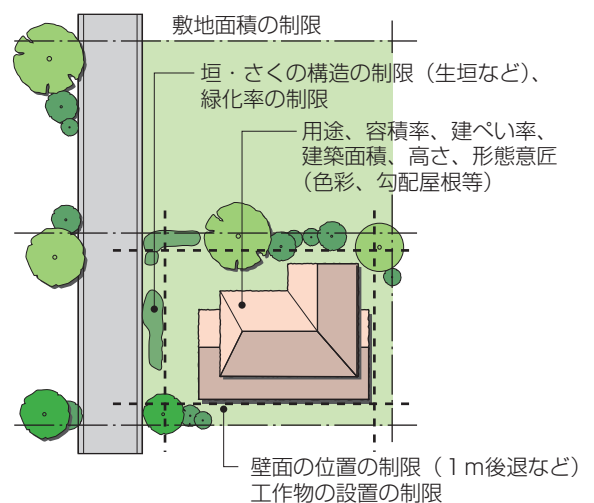 敷地面積の制限
垣・さくの構造の制限（生垣など）、
緑化率の制限
用途、容積率、建ぺい率、
建築面積、高さ、形態意匠
（色彩、勾配屋根等）
壁面の位置の制限（１ｍ後退など）
工作物の設置の制限